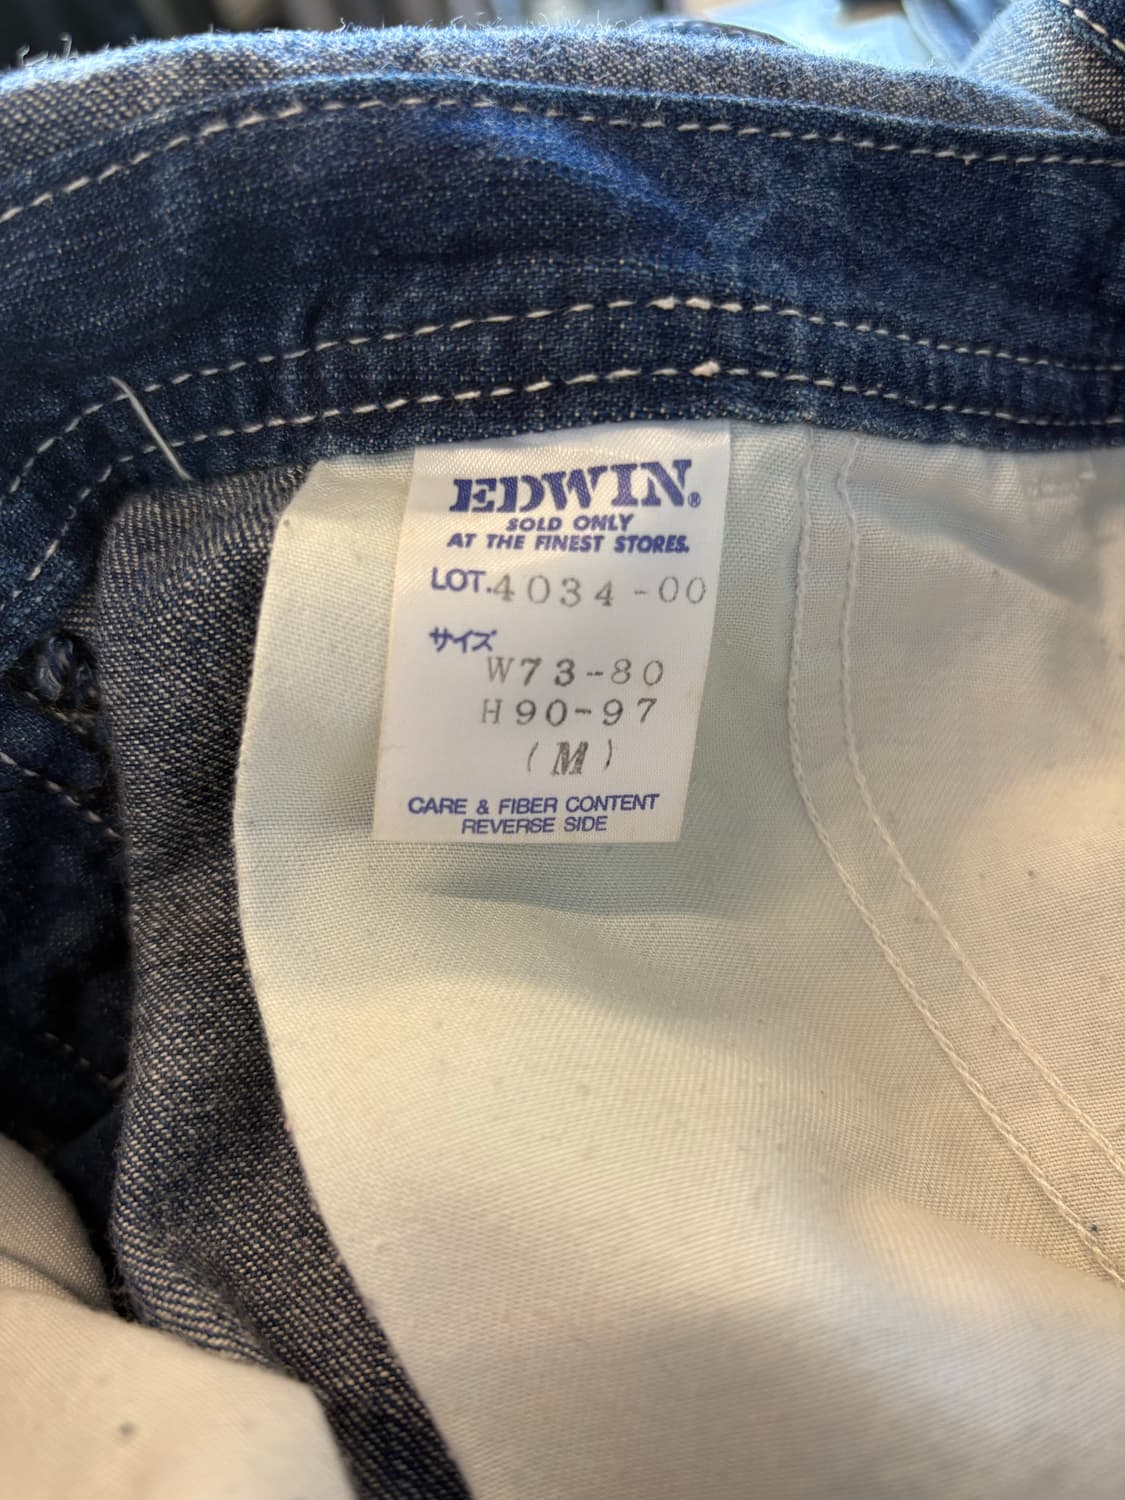 EDWIN®
SOLD ONLY
AT THE FINEST STORES.
LOT.4034-00
サイズ
W73-80
H90-97
(M)
CARE & FIBER CONTENT
REVERSE SIDE